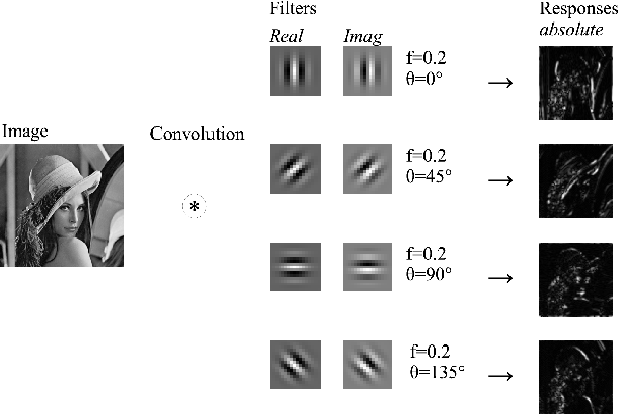 Filters
Responses
Real
Imag
absolute
f=0.2
θ=0°
→
Image
Convolution
f=0.2
θ=45°
→
*
f=0.2
θ=90°
→
f=0.2
θ=135°
→